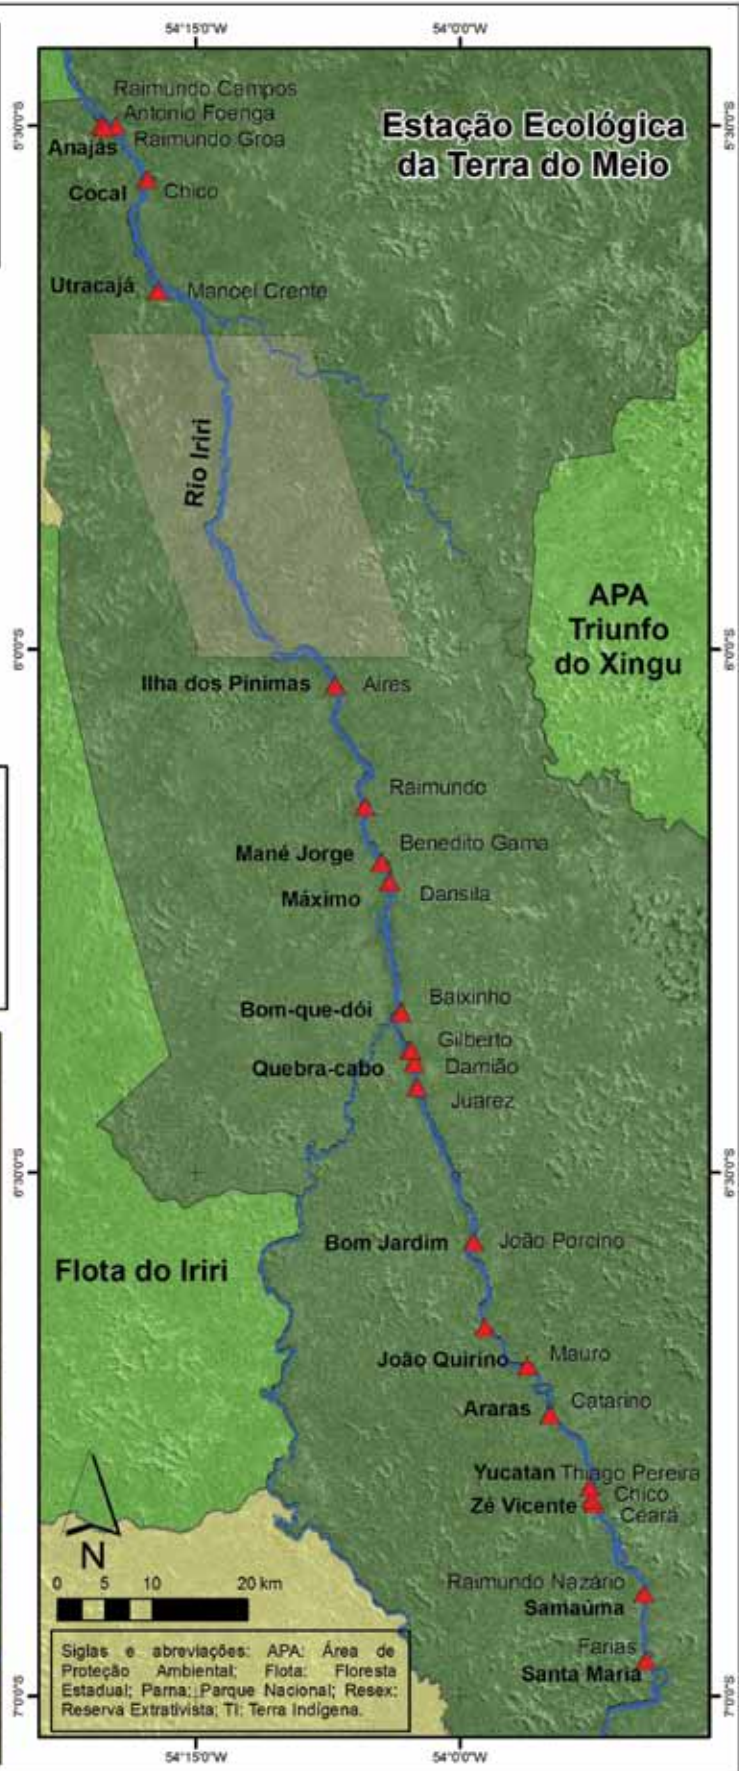 54°15'0"W
54°0'0"W
5°30'0"S
5°30'0"S
Raimundo Campos
Antonio Foenga
Anajás
Raimundo Groa
Estação Ecológica
da Terra do Meio
Cocal
Chico
Utracajá
Manoel Crente
Rio Iriri
APA
Triunfo
do Xingu
6°0'0"S
6°0'0"S
Ilha dos Pinimas
Aires
Raimundo
Mané Jorge
Benedito Gama
Máximo
Dansila
Bom-que-dói
Baixinho
Gilberto
Quebra-cabo
Damião
Juarez
6°30'0"S
6°30'0"S
Bom Jardim
João Porcino
Flota do Iriri
João Quirino
Mauro
Araras
Catarino
Yucatan
Thiago Pereira
Chico
Zé Vicente
Ceará
Raimundo Nazário
Samaúma
Farias
Santa Maria
N
0 5 10 20 km
Siglas e abreviações: APA: Área de
Proteção Ambiental; Flota: Floresta
Estadual; Parna: Parque Nacional; Resex:
Reserva Extrativista; TI: Terra Indígena.
7°0'0"S
7°0'0"S
54°15'0"W
54°0'0"W